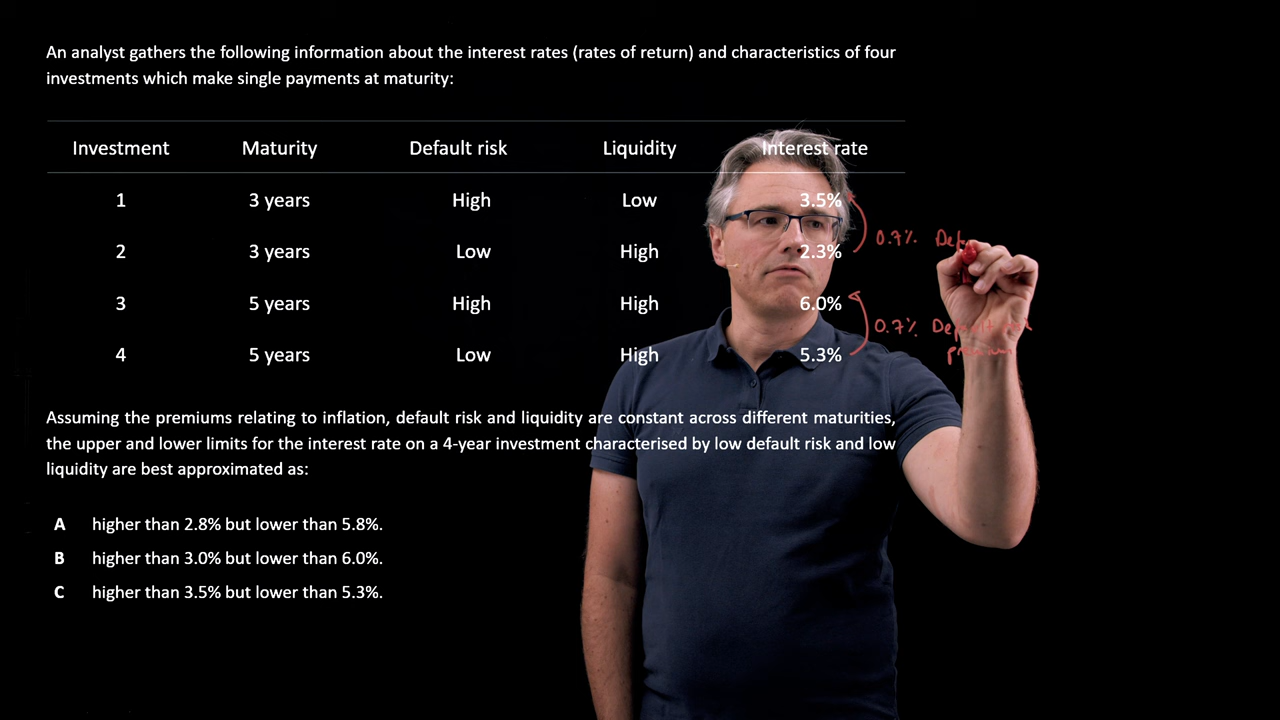 An analyst gathers the following information about the interest rates (rates of return) and characteristics of four
investments which make single payments at maturity:
Investment Maturity Default risk Liquidity Interest rate
1 3 years High Low 3.5%
2 3 years Low High 2.3%
0.7%. Def
3 5 years High High 6.0%
0.7%. Default
4 5 years Low High 5.3%
premium
Assuming the premiums relating to inflation, default risk and liquidity are constant across different maturities,
the upper and lower limits for the interest rate on a 4-year investment characterised by low default risk and low
liquidity are best approximated as:
A higher than 2.8% but lower than 5.8%.
B higher than 3.0% but lower than 6.0%.
C higher than 3.5% but lower than 5.3%.